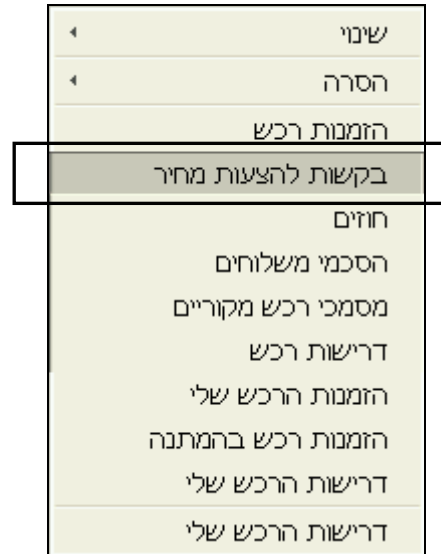 שינוי
הסרה
הזמנות רכש
בקשות להצעות מחיר
חוזים
הסכמי משלוחים
מסמכי רכש מקוריים
דרישות רכש
הזמנות הרכש שלי
הזמנות רכש בהמתנה
דרישות הרכש שלי
דרישות הרכש שלי